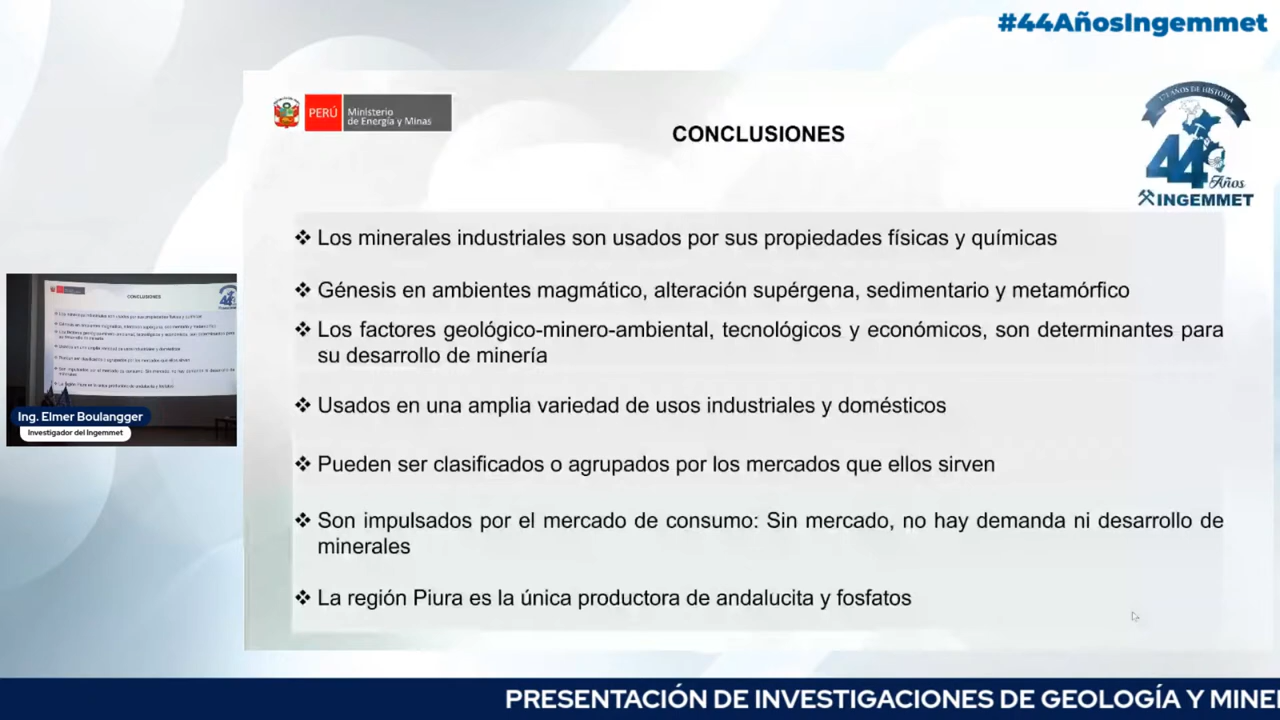 #44AñosIngemmet
PERÚ
Ministerio
de Energía y Minas
CONCLUSIONES
171 AÑOS DE HISTORIA
44
Años
INGEMMET
❖ Los minerales industriales son usados por sus propiedades físicas y químicas
❖ Génesis en ambientes magmático, alteración supérgena, sedimentario y metamórfico
❖ Los factores geológico-minero-ambiental, tecnológicos y económicos, son determinantes para
su desarrollo de minería
❖ Usados en una amplia variedad de usos industriales y domésticos
❖ Pueden ser clasificados o agrupados por los mercados que ellos sirven
❖ Son impulsados por el mercado de consumo: Sin mercado, no hay demanda ni desarrollo de
minerales
❖ La región Piura es la única productora de andalucita y fosfatos
CONCLUSIONES
Ing. Elmer Boulangger
Investigador del Ingemmet
PRESENTACIÓN DE INVESTIGACIONES DE GEOLOGÍA Y MINE